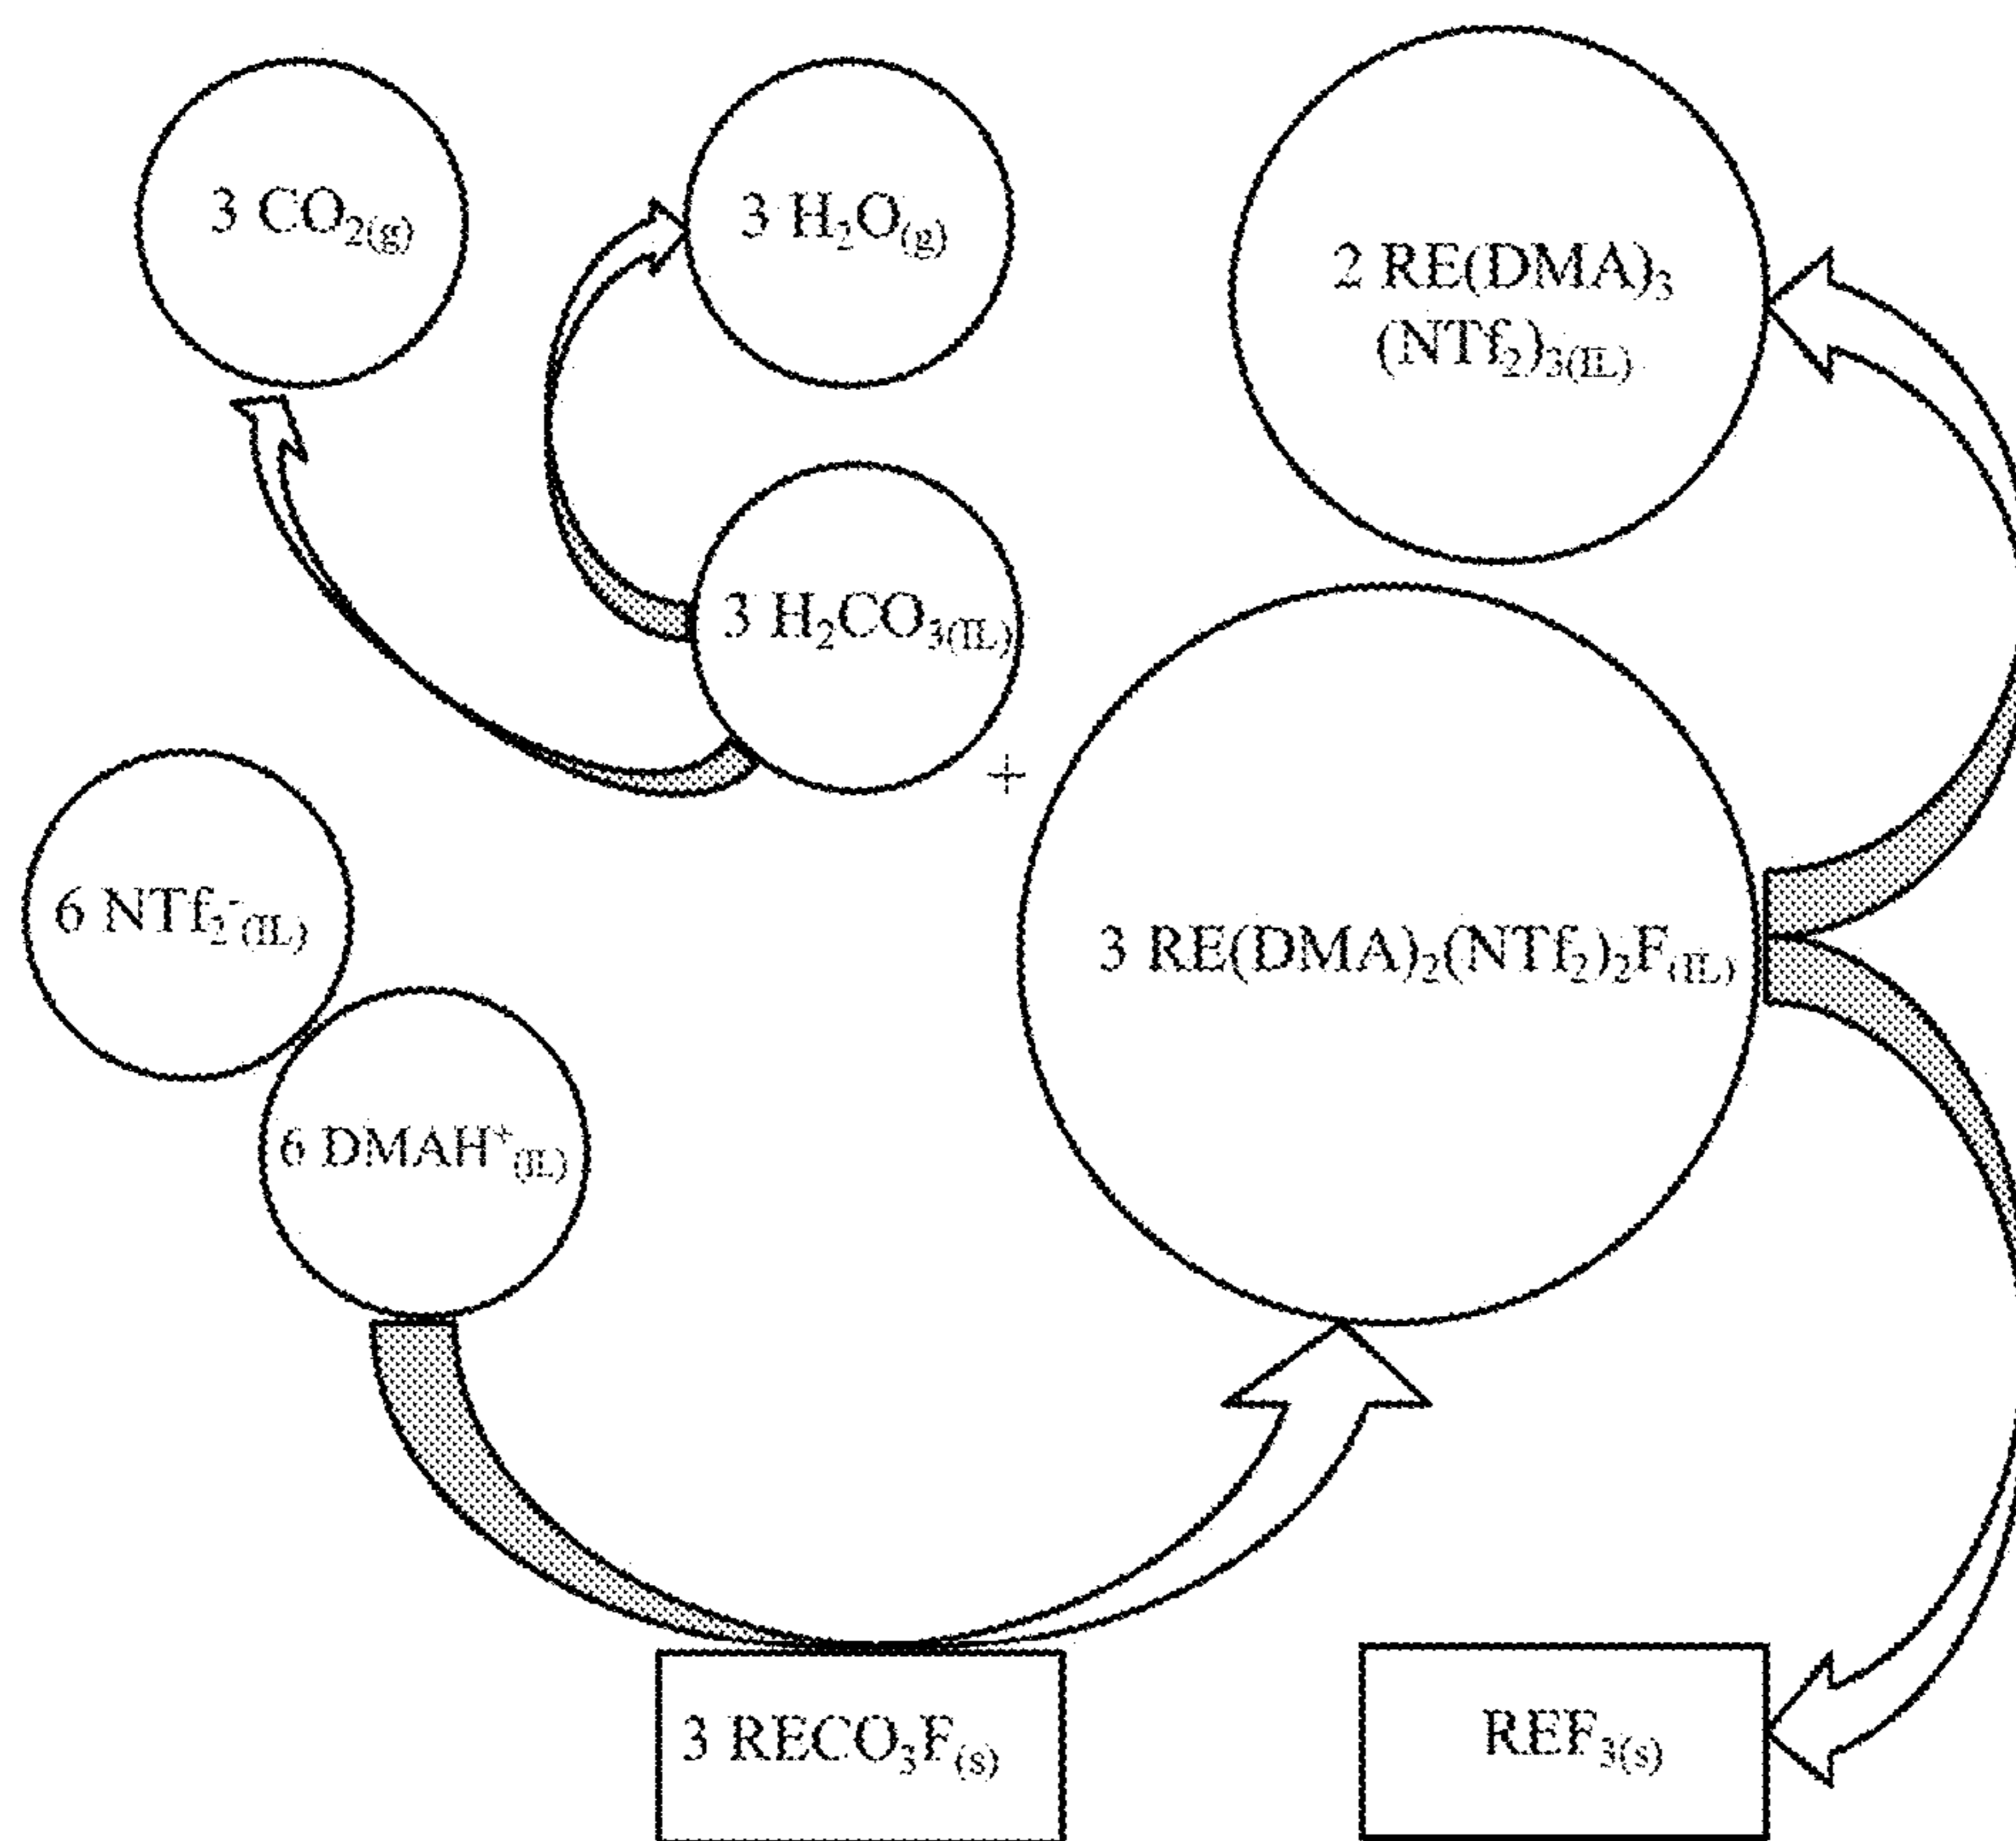 3 CO₂(g)
3 H₂O(g)
2 RE(DMA)₃
(NTf₂)₃(IL)
3 H₂CO₃(IL)
+
6 NTf₂⁻(IL)
3 RE(DMA)₂(NTf₂)₂F(IL)
6 DMAH⁺(IL)
3 RECO₃F(s)
REF₃(s)